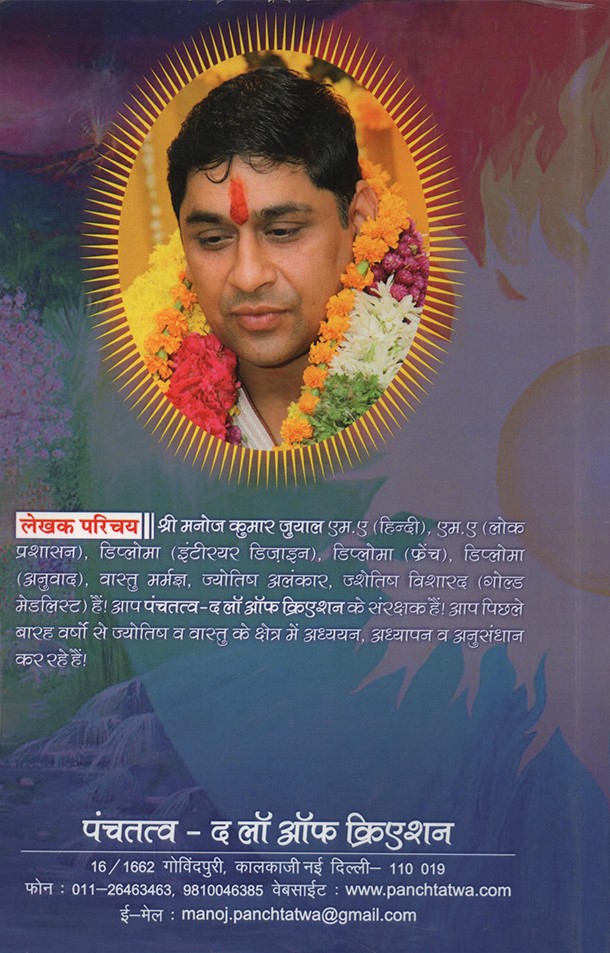 लेखक परिचय || श्री मनोज कुमार जुयाल एम.ए (हिन्दी), एम.ए (लोक
प्रशासन), डिप्लोमा (इंटीरयर डिज़ाइन), डिप्लोमा (फ्रेंच), डिप्लोमा
(अनुवाद), वास्तु मर्मज्ञ, ज्योतिष अलंकार, ज्शेतिष विशारद (गोल्ड
मेडलिस्ट) हैं! आप पंचतत्व-द लॉ ऑफ क्रिएशन के संरक्षक हैं! आप पिछले
बारह वर्षो से ज्योतिष व वास्तु के क्षेत्र में अध्ययन, अध्यापन व अनुसंधान
कर रहे हैं!
पंचतत्व - द लॉ ऑफ क्रिएशन
16/1662 गोविंदपुरी, कालकाजी नई दिल्ली– 110 019
फोन : 011–26463463, 9810046385 वेबसाईट : www.panchtatwa.com
ई-मेल : manoj.panchtatwa@gmail.com